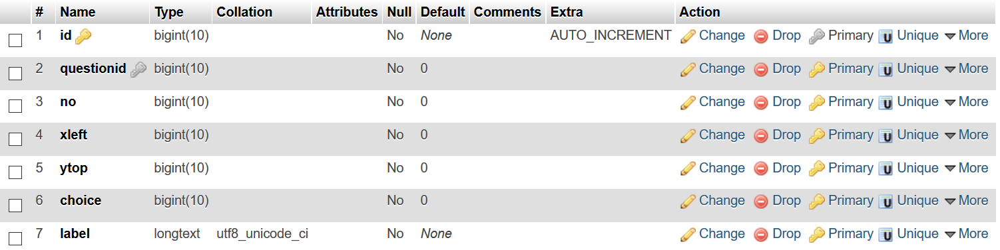 # Name Type Collation Attributes Null Default Comments Extra Action
1 id bigint(10) No None AUTO_INCREMENT Change Drop Primary Unique More
2 questionid bigint(10) No 0 Change Drop Primary Unique More
3 no bigint(10) No 0 Change Drop Primary Unique More
4 xleft bigint(10) No 0 Change Drop Primary Unique More
5 ytop bigint(10) No 0 Change Drop Primary Unique More
6 choice bigint(10) No 0 Change Drop Primary Unique More
7 label longtext utf8_unicode_ci No None Change Drop Primary Unique More